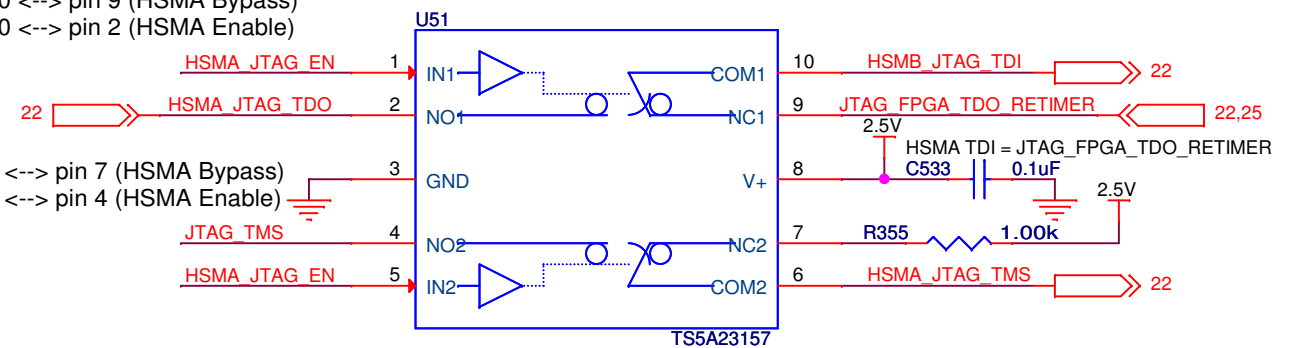 0 <--> pin 9 (HSMA Bypass)
0 <--> pin 2 (HSMA Enable)
U51
HSMA_JTAG_EN 1 IN1 COM1 10 HSMB_JTAG_TDI 22
22 HSMA_JTAG_TDO 2 NO1 NC1 9 JTAG_FPGA_TDO_RETIMER 22,25
2.5V
HSMA TDI = JTAG_FPGA_TDO_RETIMER
<--> pin 7 (HSMA Bypass)
<--> pin 4 (HSMA Enable)
3 GND V+ 8 C533 0.1uF
2.5V
JTAG_TMS 4 NO2 NC2 7 R355 1.00k
HSMA_JTAG_EN 5 IN2 COM2 6 HSMA_JTAG_TMS 22
TS5A23157